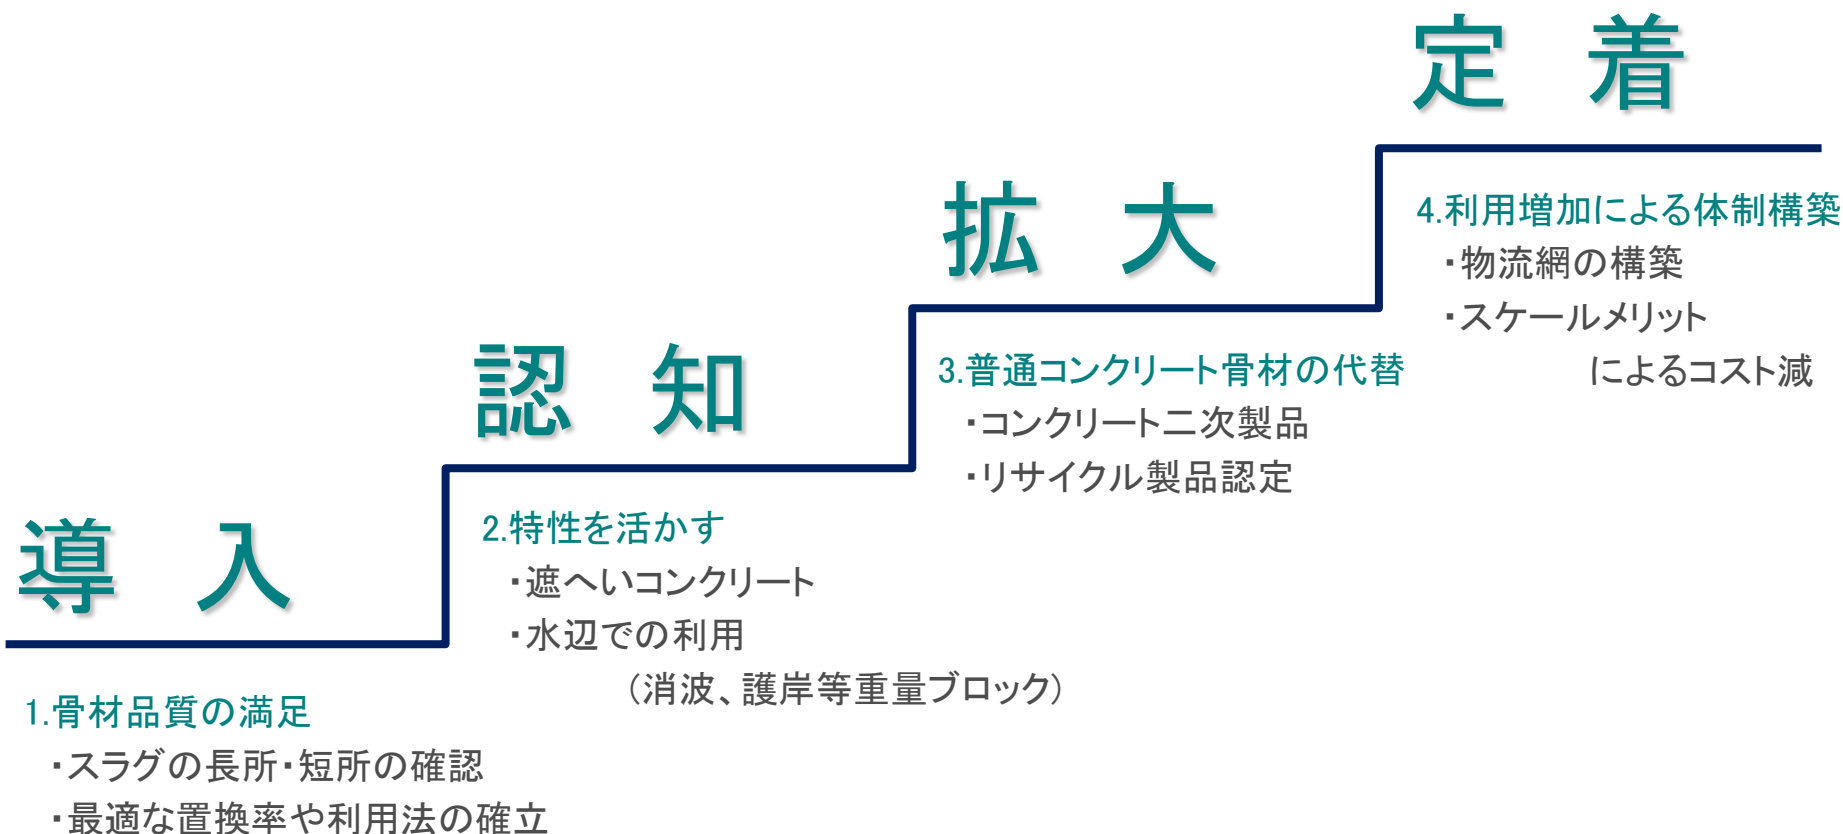 導 入
1.骨材品質の満足
・スラグの長所・短所の確認
・最適な置換率や利用法の確立
認 知
2.特性を活かす
・遮へいコンクリート
・水辺での利用
(消波、護岸等重量ブロック)
拡 大
3.普通コンクリート骨材の代替
・コンクリート二次製品
・リサイクル製品認定
定 着
4.利用増加による体制構築
・物流網の構築
・スケールメリット
によるコスト減